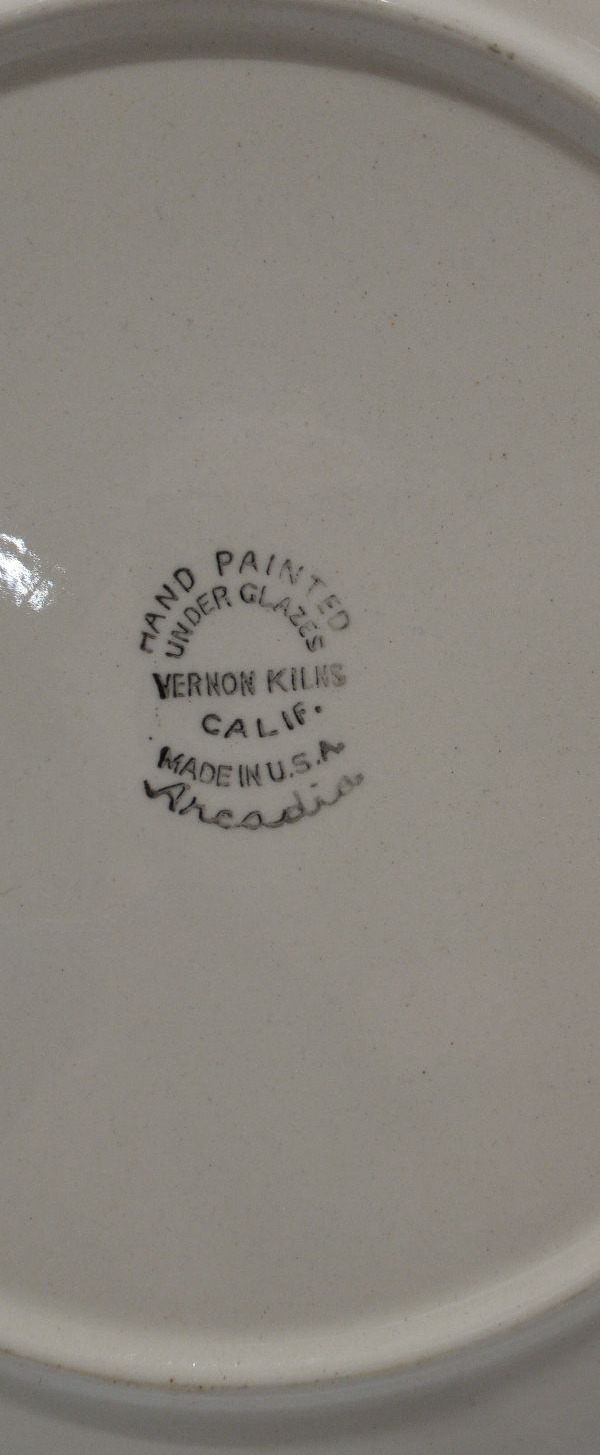 HAND PAINTED
UNDER GLAZES
VERNON KILNS
CALIF.
MADE IN U.S.A.
Arcadia